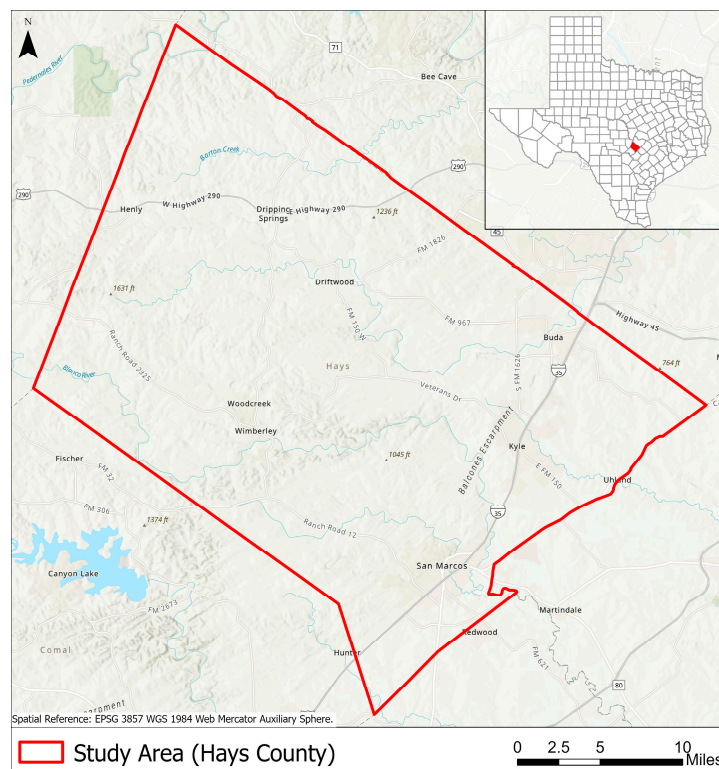 N
71
Bee Cave
Pedernales River
Barton Creek
290
290
W Highway 290
Henly
Dripping
Springs
E Highway 290
1236 ft
45
FM 1826
Driftwood
1631 ft
FM 150 W
FM 967
Highway 45
Ranch Road 2325
Buda
S FM 1626
35
764 ft
Blanco River
Hays
Veterans Dr
Woodcreek
Wimberley
Balcones Escarpment
Kyle
Fischer
FM 32
1045 ft
E FM 150
Uhland
FM 306
1374 ft
35
Ranch Road 12
San Marcos
Canyon Lake
FM 2673
Martindale
Redwood
Comal
Hunter
FM 621
80
Spatial Reference: EPSG 3857 WGS 1984 Web Mercator Auxiliary Sphere.
Study Area (Hays County)
0 2.5 5 10
Miles